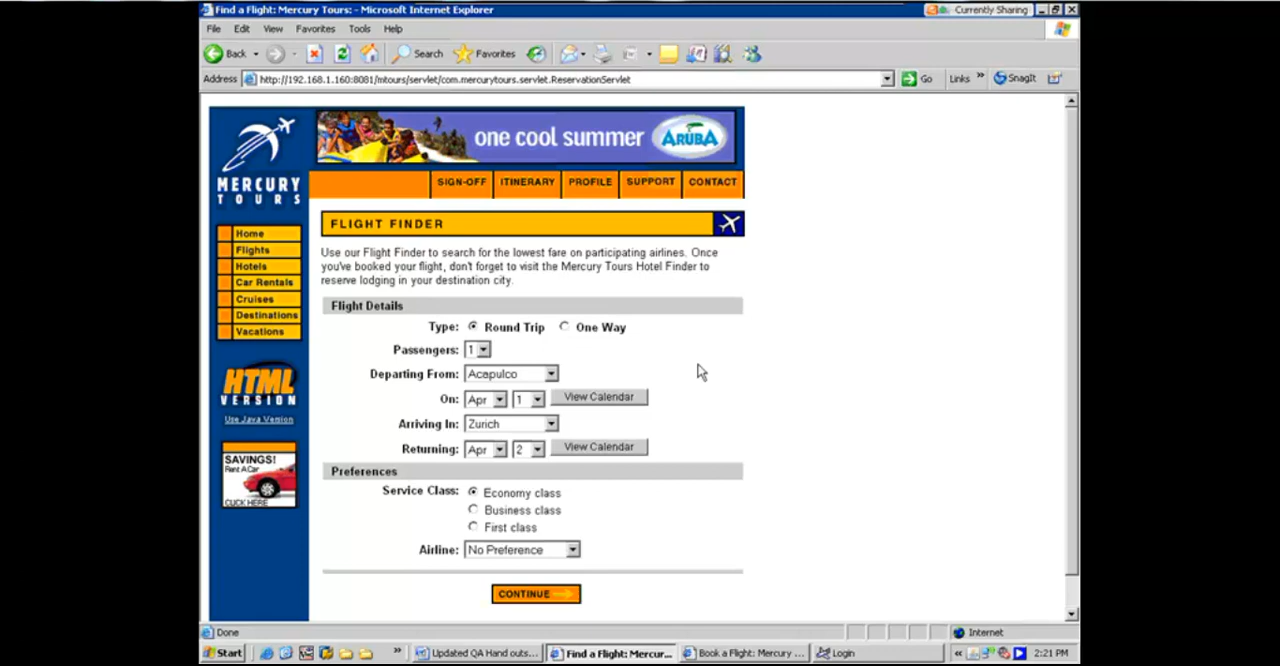 Find a Flight: Mercury Tours: - Microsoft Internet Explorer
Currently Sharing
File Edit View Favorites Tools Help
Back Search Favorites
Address http://192.168.1.160:8081/mtours/servlet/com.mercurytours.servlet.ReservationServlet Go Links » SnagIt
one cool summer ARUBA
MERCURY
TOURS
SIGN-OFF ITINERARY PROFILE SUPPORT CONTACT
FLIGHT FINDER
Home
Flights
Hotels
Car Rentals
Cruises
Destinations
Vacations
HTML
VERSION
Use Java Version
SAVINGS!
Rent A Car
CLICK HERE
Use our Flight Finder to search for the lowest fare on participating airlines. Once
you've booked your flight, don't forget to visit the Mercury Tours Hotel Finder to
reserve lodging in your destination city.
Flight Details
Type: Round Trip One Way
Passengers: 1
Departing From: Acapulco
On: Apr 1 View Calendar
Arriving In: Zurich
Returning: Apr 2 View Calendar
Preferences
Service Class: Economy class
Business class
First class
Airline: No Preference
CONTINUE
Done Internet
Start » Updated QA Hand outs... Find a Flight: Mercur... Book a Flight: Mercury ... Login « 2:21 PM